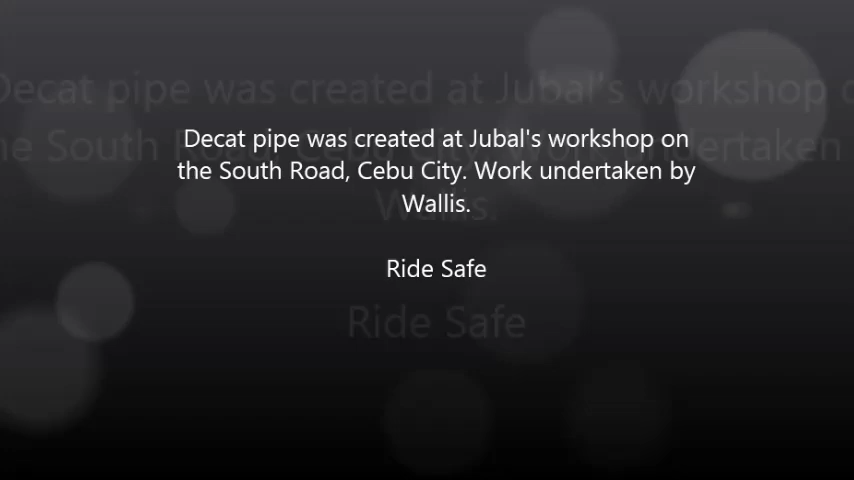 Decat pipe was created at Jubal's workshop on
the South Road, Cebu City. Work undertaken by
Wallis.
Ride Safe